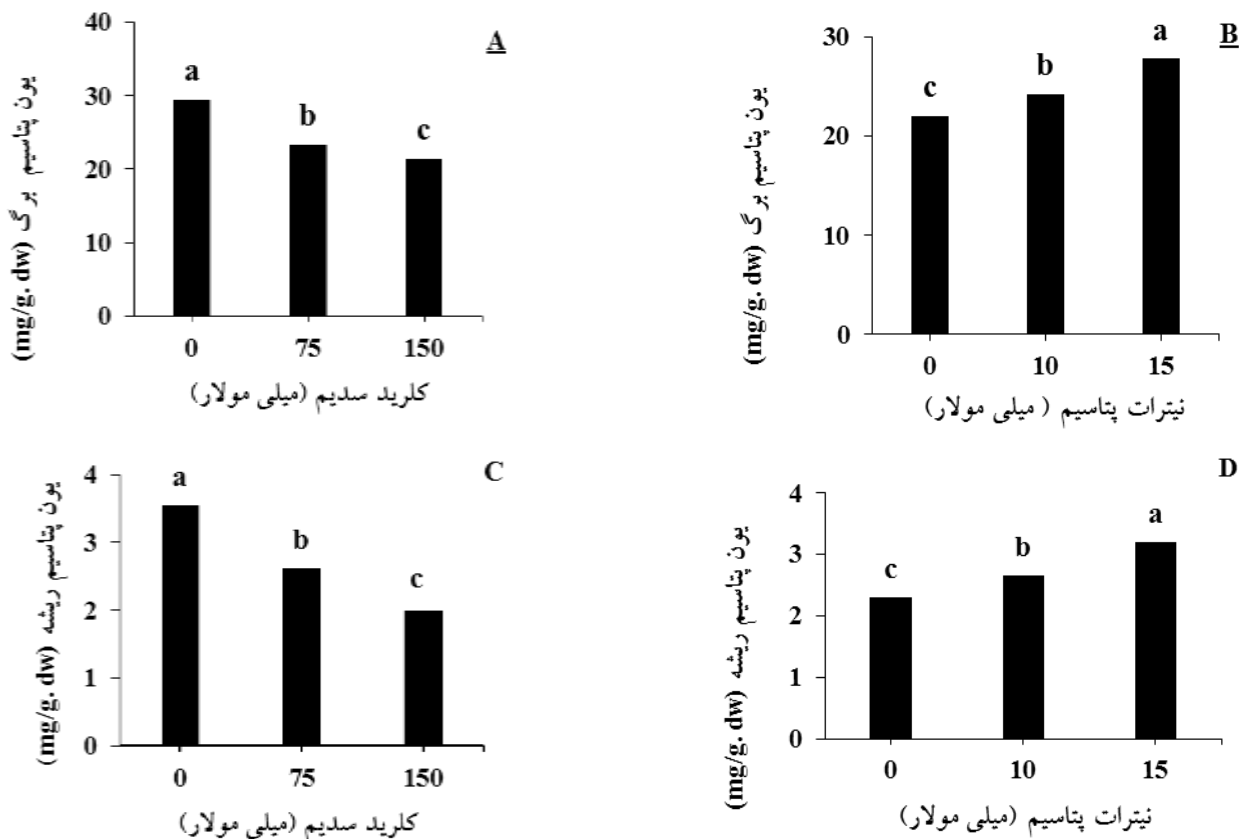 A
یون پتاسیم برگ
(mg/g. dw)
40
30
20
10
0
a
b
c
0 75 150
کلرید سدیم (میلی مولار)
B
یون پتاسیم برگ
(mg/g. dw)
30
20
10
0
c
b
a
0 10 15
نیترات پتاسیم ( میلی مولار)
C
یون پتاسیم ریشه
(mg/g. dw)
4
3
2
1
0
a
b
c
0 75 150
کلرید سدیم (میلی مولار)
D
یون پتاسیم ریشه
(mg/g. dw)
4
3
2
1
0
c
b
a
0 10 15
نیترات پتاسیم (میلی مولار)